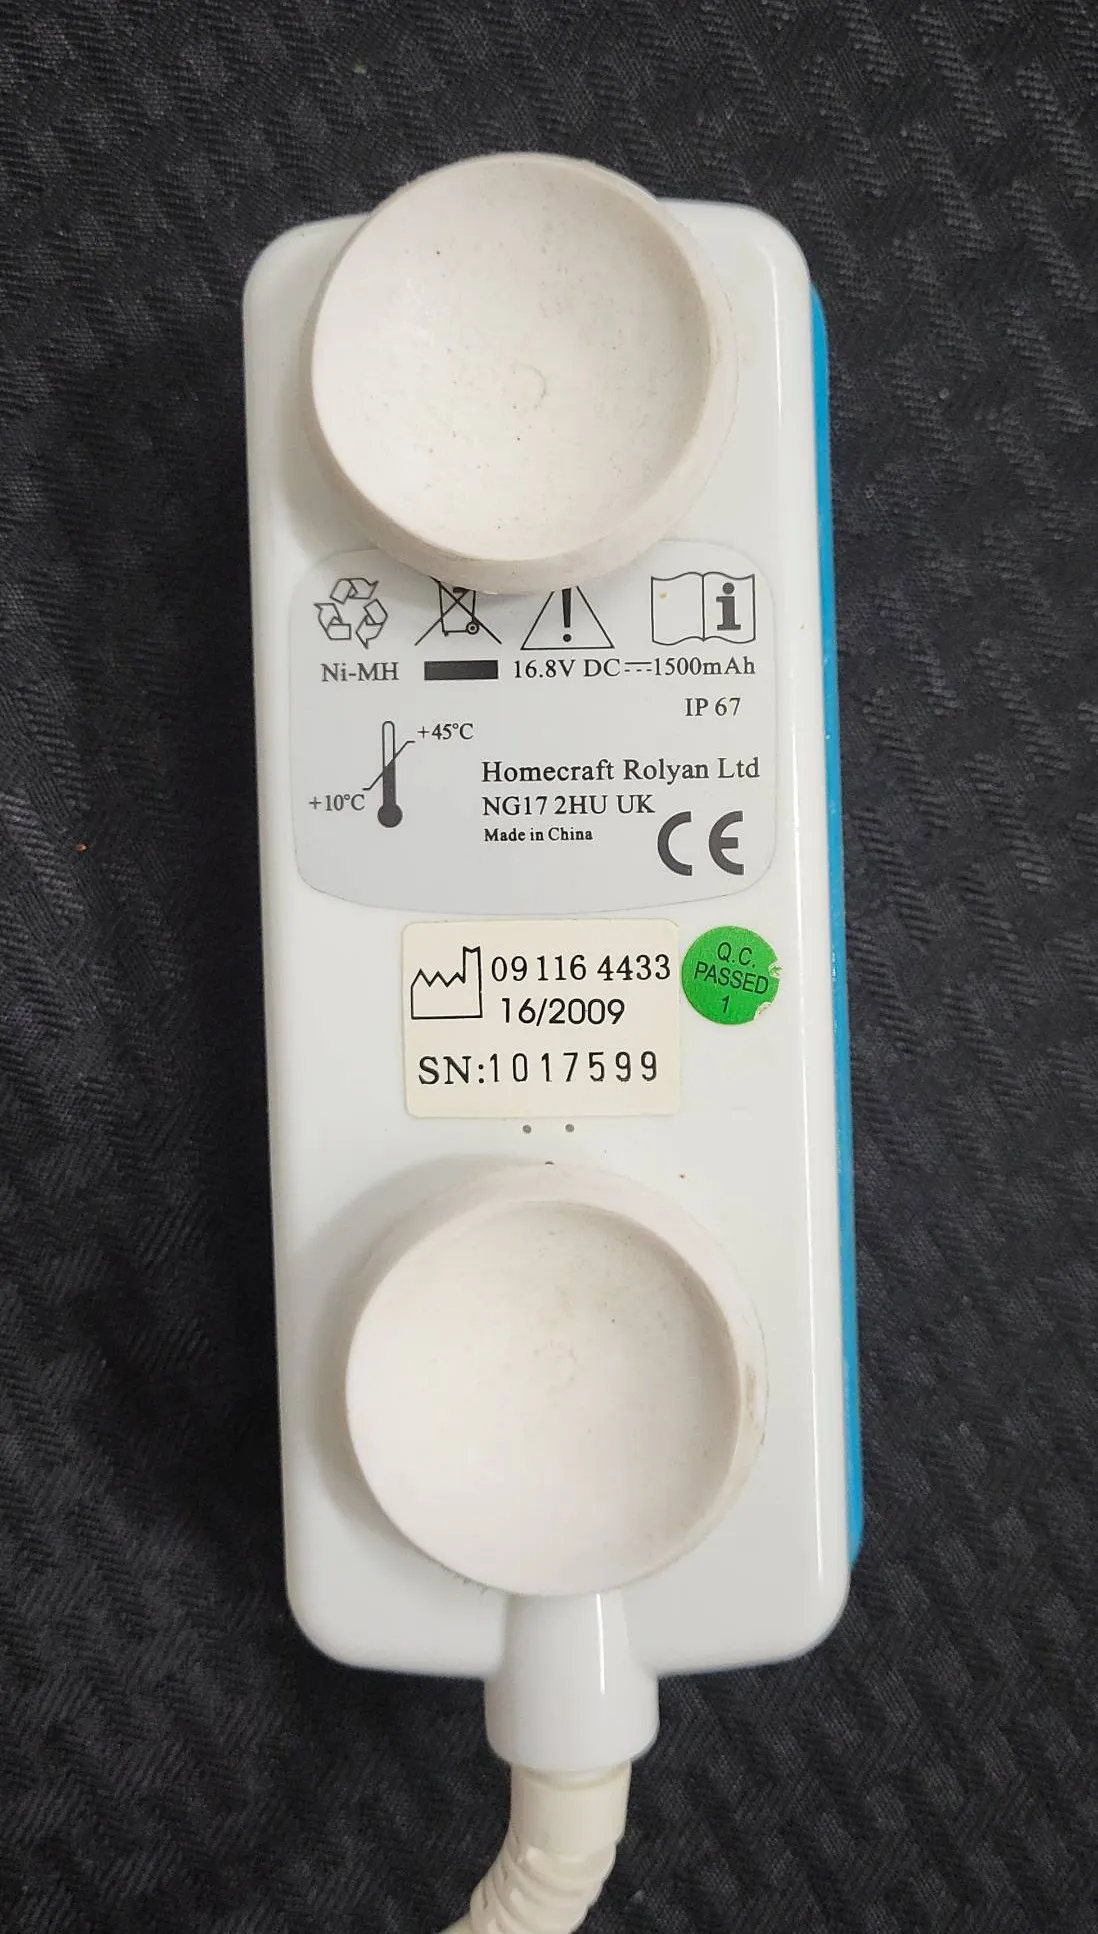 Ni-MH
16.8V DC⎓1500mAh
IP 67
+45°C
+10°C
Homecraft Rolyan Ltd
NG17 2HU UK
Made in China
CE
09 116 4433
16/2009
SN:1017599
Q.C.
PASSED
1